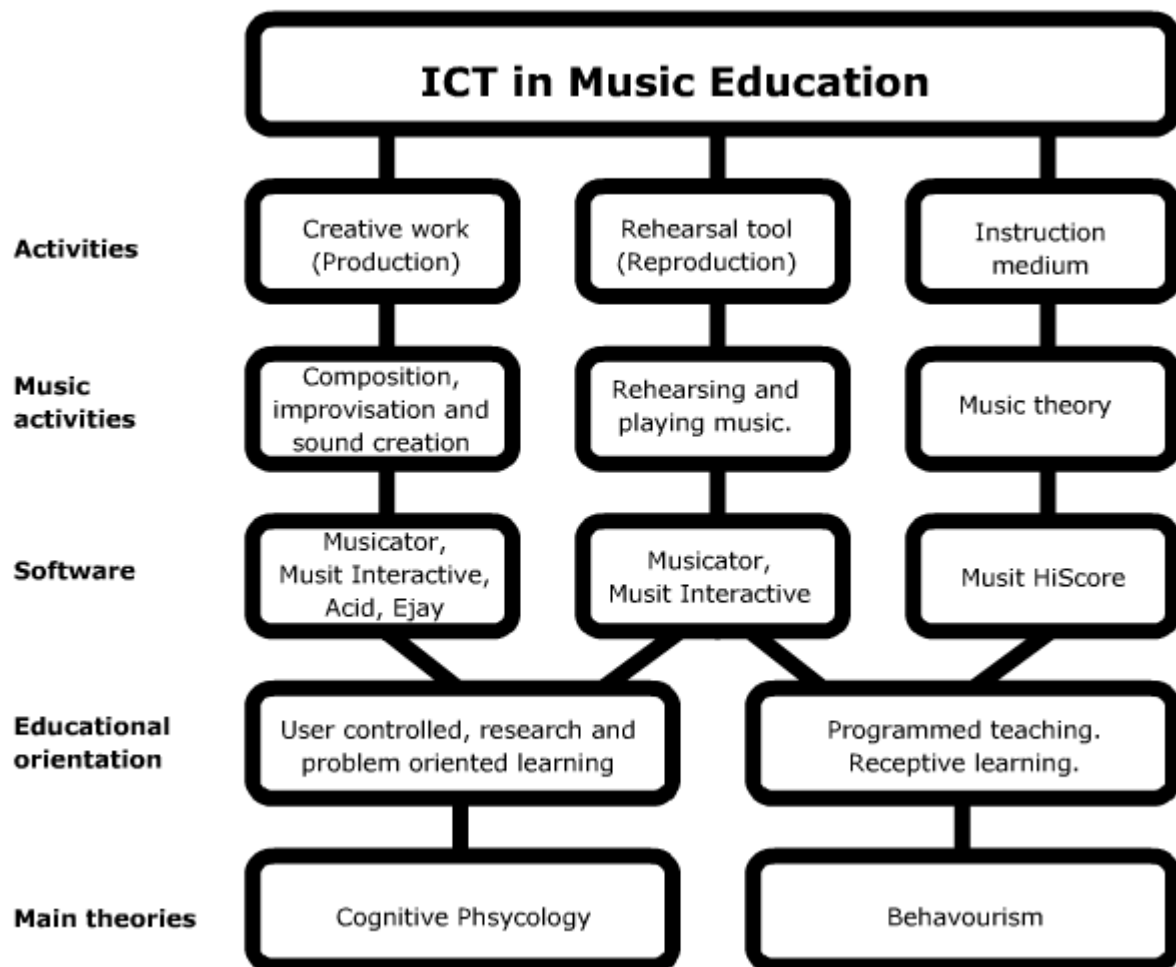 ICT in Music Education
Activities
Creative work
(Production)
Rehearsal tool
(Reproduction)
Instruction
medium
Music
activities
Composition,
improvisation and
sound creation
Rehearsing and
playing music.
Music theory
Software
Musicator,
Musit Interactive,
Acid, Ejay
Musicator,
Musit Interactive
Musit HiScore
Educational
orientation
User controlled, research and
problem oriented learning
Programmed teaching.
Receptive learning.
Main theories
Cognitive Phsycology
Behavourism